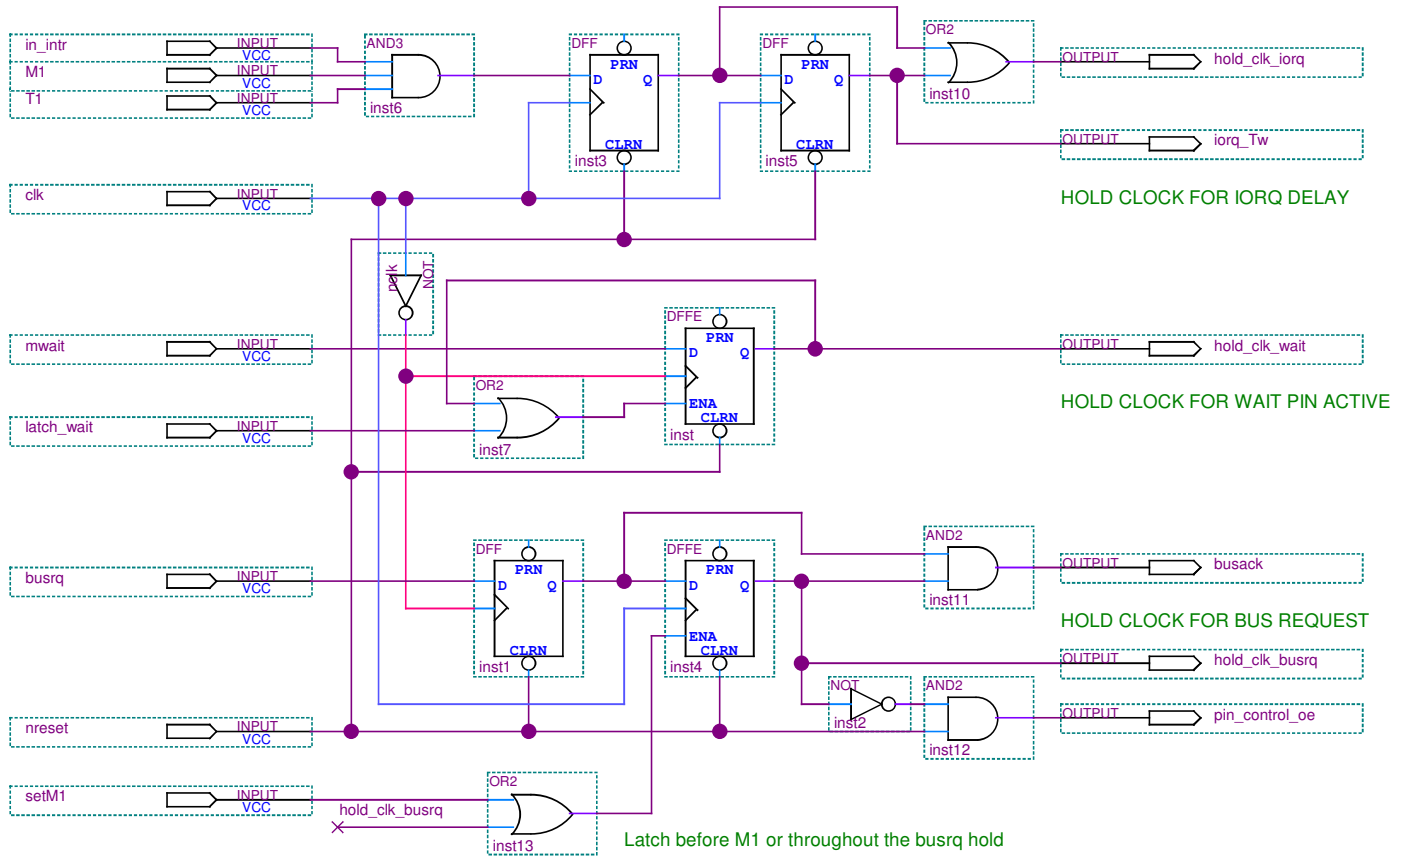 in_intr INPUT VCC
M1 INPUT VCC
T1 INPUT VCC
AND3
inst6
DFF
PRN
D Q
CLRN
inst3
DFF
PRN
D Q
CLRN
inst5
OR2
inst10
OUTPUT hold_clk_iorq
OUTPUT iorq_Tw
clk INPUT VCC
HOLD CLOCK FOR IORQ DELAY
nclk
NOT
mwait INPUT VCC
DFFE
PRN
D Q
ENA
CLRN
inst
OUTPUT hold_clk_wait
HOLD CLOCK FOR WAIT PIN ACTIVE
OR2
inst7
latch_wait INPUT VCC
busrq INPUT VCC
DFF
PRN
D Q
CLRN
inst1
DFFE
PRN
D Q
ENA
CLRN
inst4
AND2
inst11
OUTPUT busack
HOLD CLOCK FOR BUS REQUEST
OUTPUT hold_clk_busrq
NOT
inst2
AND2
inst12
OUTPUT pin_control_oe
nreset INPUT VCC
setM1 INPUT VCC
hold_clk_busrq
OR2
inst13
Latch before M1 or throughout the busrq hold